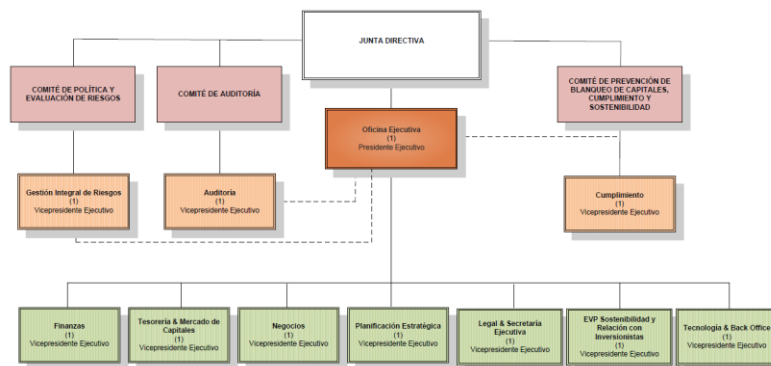 JUNTA DIRECTIVA
COMITÉ DE POLÍTICA Y
EVALUACIÓN DE RIESGOS
COMITÉ DE AUDITORÍA
COMITÉ DE PREVENCIÓN DE
BLANQUEO DE CAPITALES,
CUMPLIMIENTO Y
SOSTENIBILIDAD
Oficina Ejecutiva
(1)
Presidente Ejecutivo
Gestión Integral de Riesgos
(1)
Vicepresidente Ejecutivo
Auditoría
(1)
Vicepresidente Ejecutivo
Cumplimiento
(1)
Vicepresidente Ejecutivo
Finanzas
(1)
Vicepresidente Ejecutivo
Tesorería & Mercado de
Capitales
(1)
Vicepresidente Ejecutivo
Negocios
(1)
Vicepresidente Ejecutivo
Planificación Estratégica
(1)
Vicepresidente Ejecutivo
Legal & Secretaría
Ejecutiva
(1)
Vicepresidente Ejecutivo
EVP Sostenibilidad y
Relación con
Inversionistas
(1)
Vicepresidente Ejecutivo
Tecnología & Back Office
(1)
Vicepresidente Ejecutivo